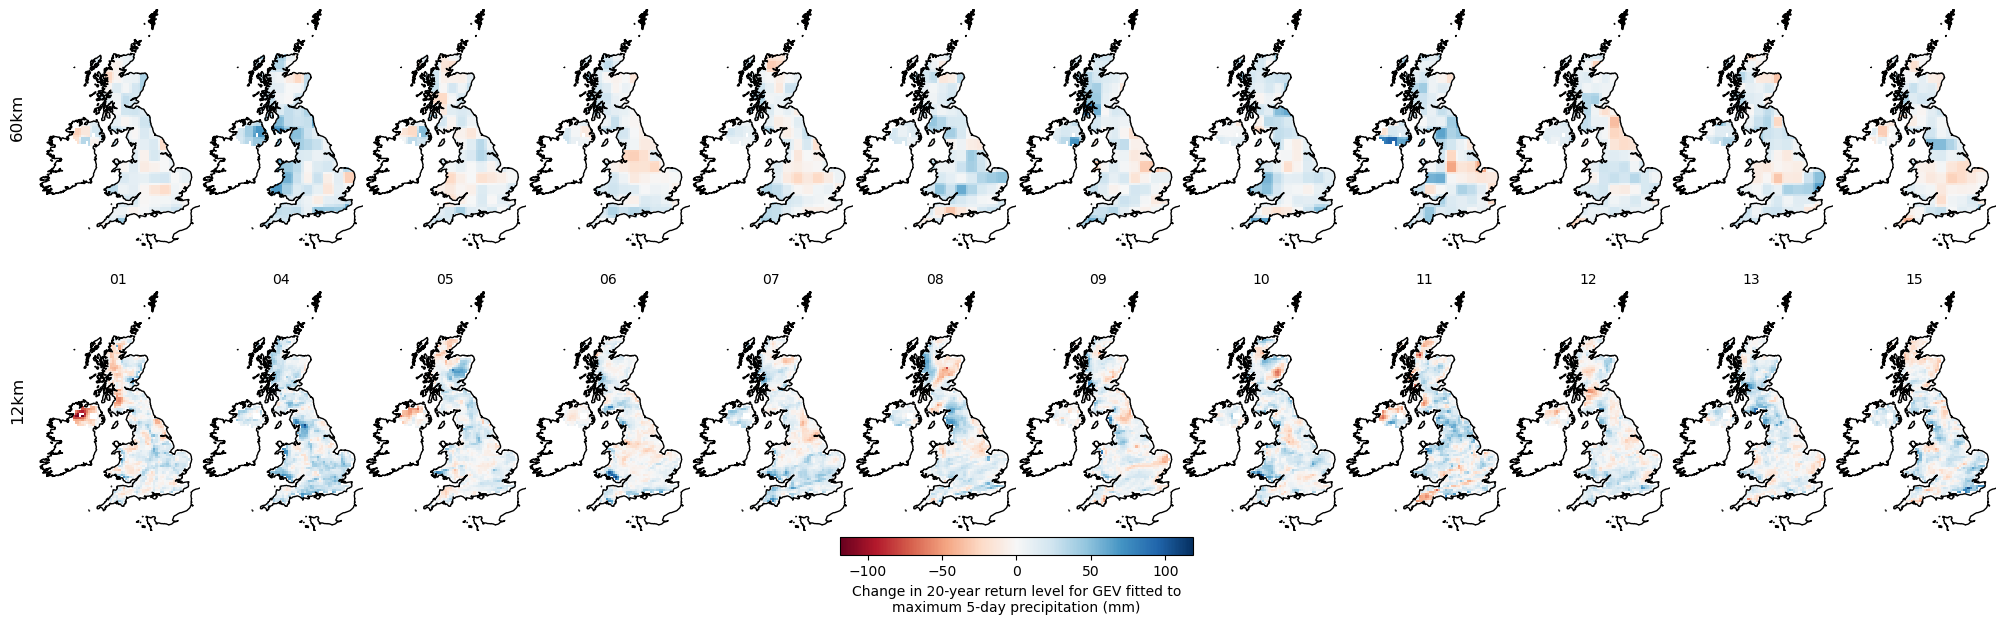 60km
01 04 05 06 07 08 09 10 11 12 13 15
12km
−100 −50 0 50 100
Change in 20-year return level for GEV fitted to
maximum 5-day precipitation (mm)